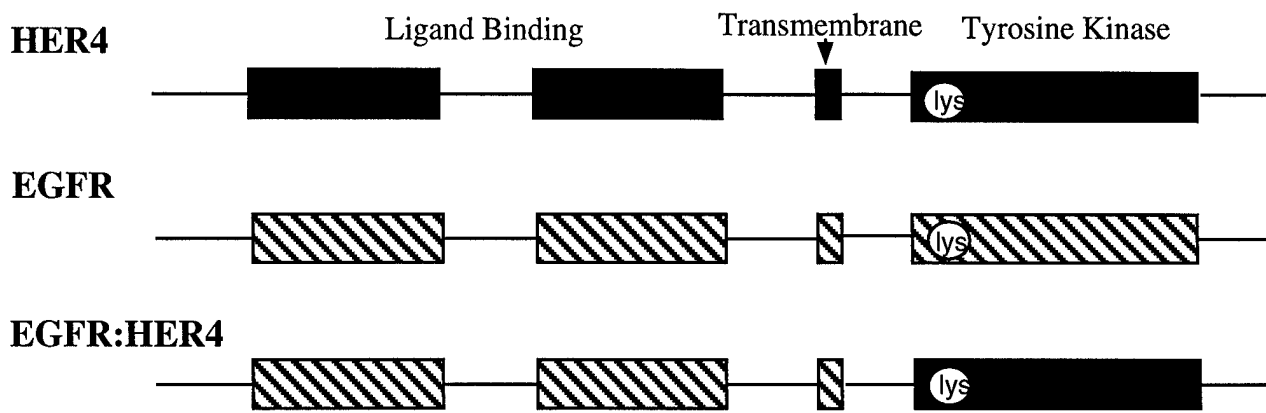 HER4
Ligand Binding
Transmembrane
Tyrosine Kinase
lys
EGFR
lys
EGFR:HER4
lys